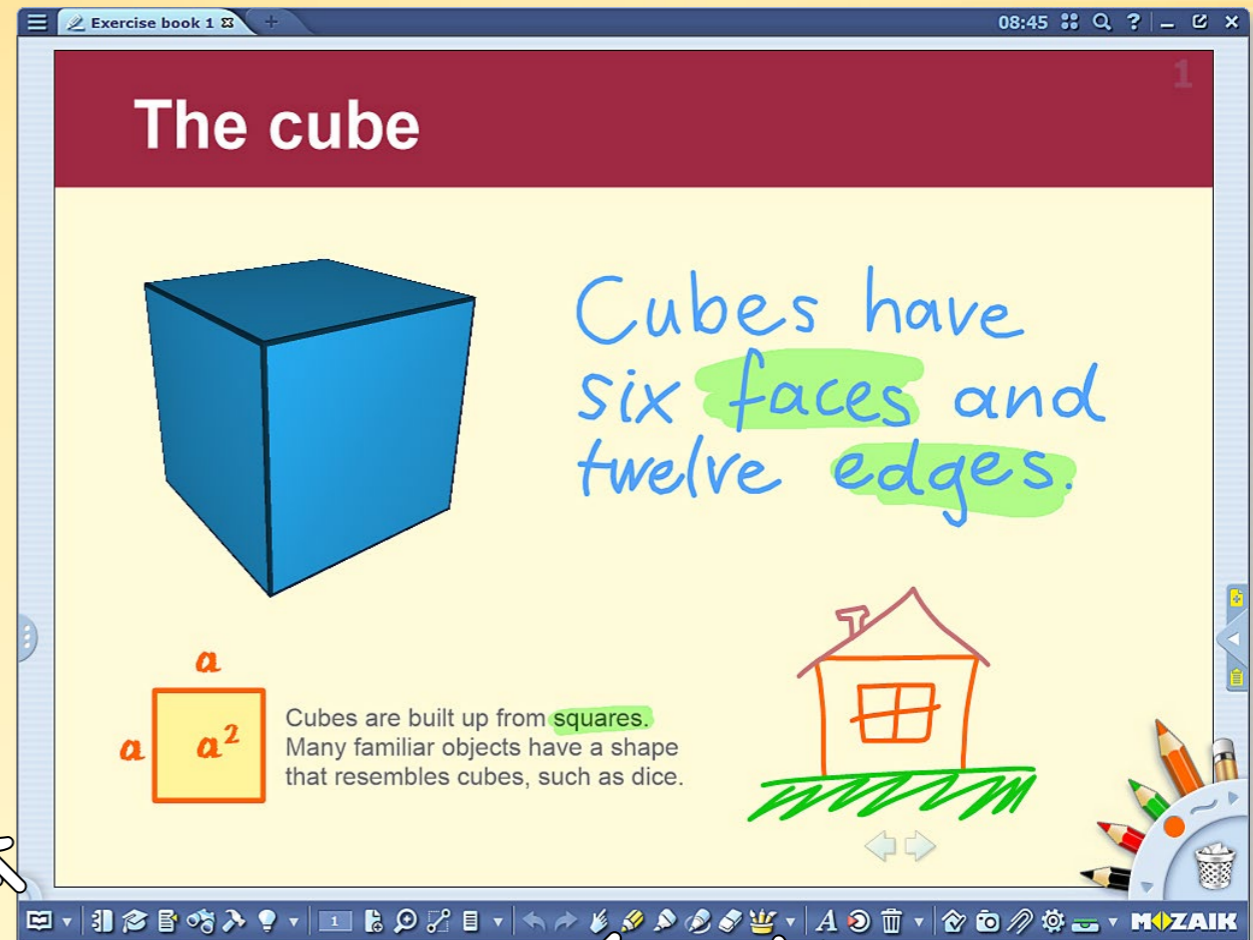 Exercise book 1
08:45
1
The cube
Cubes have
six faces and
twelve edges.
a
a
a²
Cubes are built up from squares.
Many familiar objects have a shape
that resembles cubes, such as dice.
1
A
MOZAIK